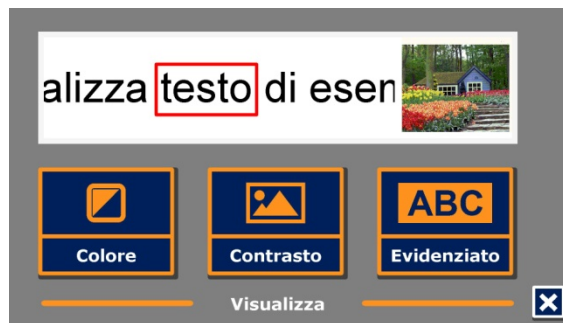 alizza testo di esen
ABC
Colore Contrasto Evidenziato
Visualizza